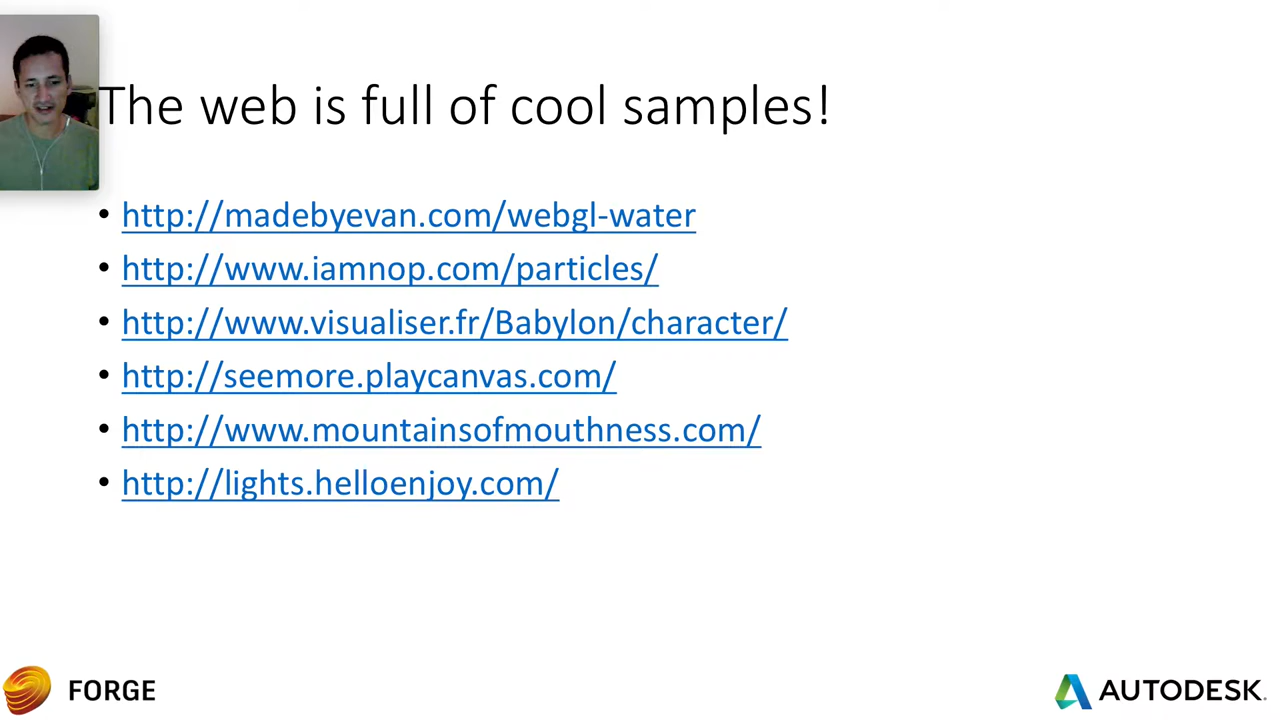 The web is full of cool samples!
• http://madebyevan.com/webgl-water
• http://www.iamnop.com/particles/
• http://www.visualiser.fr/Babylon/character/
• http://seemore.playcanvas.com/
• http://www.mountainsofmouthness.com/
• http://lights.helloenjoy.com/
FORGE
AUTODESK.